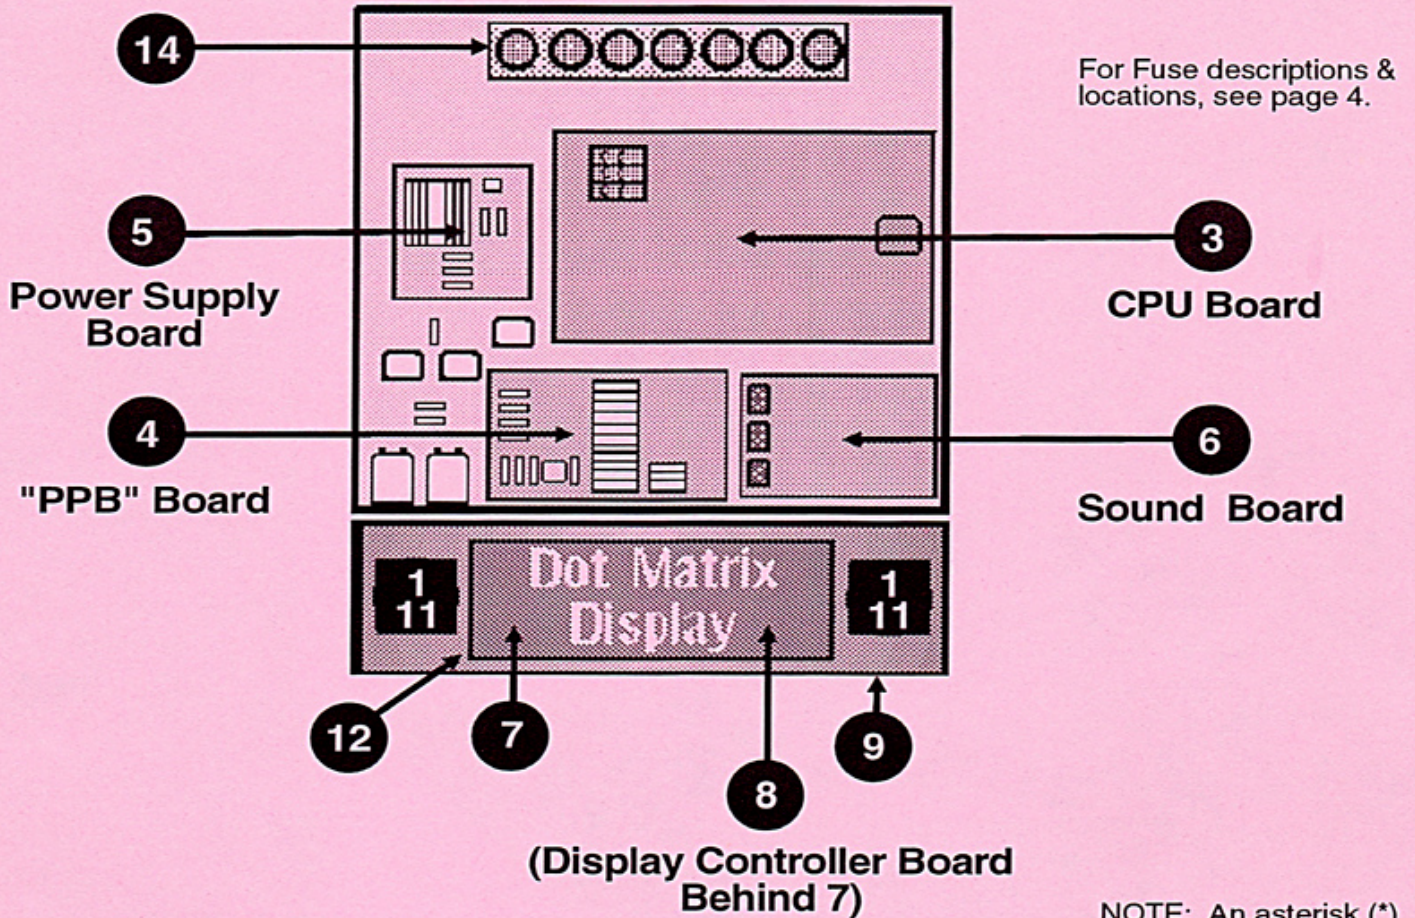 14
For Fuse descriptions &
locations, see page 4.
5
Power Supply
Board
3
CPU Board
4
"PPB" Board
6
Sound Board
1
11
Dot Matrix
Display
1
11
12
7
9
8
(Display Controller Board
Behind 7)
NOTE: An asterisk (*)